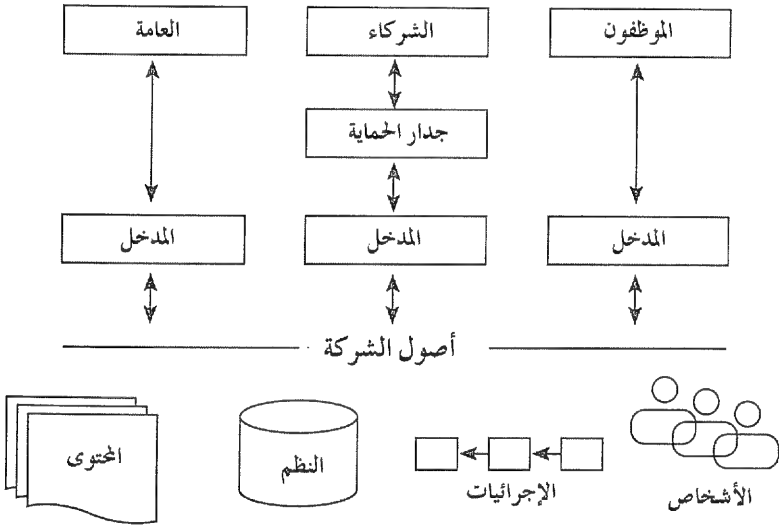 الموظفون
الشركاء
العامة
جدار الحماية
المدخل
المدخل
المدخل
أصول الشركة
الأشخاص
الإجرائيات
النظم
المحتوى